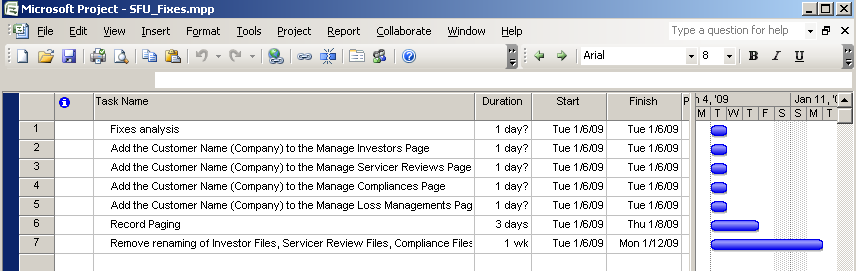 Microsoft Project - SFU_Fixes.mpp
File Edit View Insert Format Tools Project Report Collaborate Window Help Type a question for help
Arial 8 B I U
Task Name Duration Start Finish P n 4, '09 Jan 11, '0
M T W T F S S M T
1 Fixes analysis 1 day? Tue 1/6/09 Tue 1/6/09
2 Add the Customer Name (Company) to the Manage Investors Page 1 day? Tue 1/6/09 Tue 1/6/09
3 Add the Customer Name (Company) to the Manage Servicer Reviews Page 1 day? Tue 1/6/09 Tue 1/6/09
4 Add the Customer Name (Company) to the Manage Compliances Page 1 day? Tue 1/6/09 Tue 1/6/09
5 Add the Customer Name (Company) to the Manage Loss Managements Pag 1 day? Tue 1/6/09 Tue 1/6/09
6 Record Paging 3 days Tue 1/6/09 Thu 1/8/09
7 Remove renaming of Investor Files, Servicer Review Files, Compliance Files 1 wk Tue 1/6/09 Mon 1/12/09